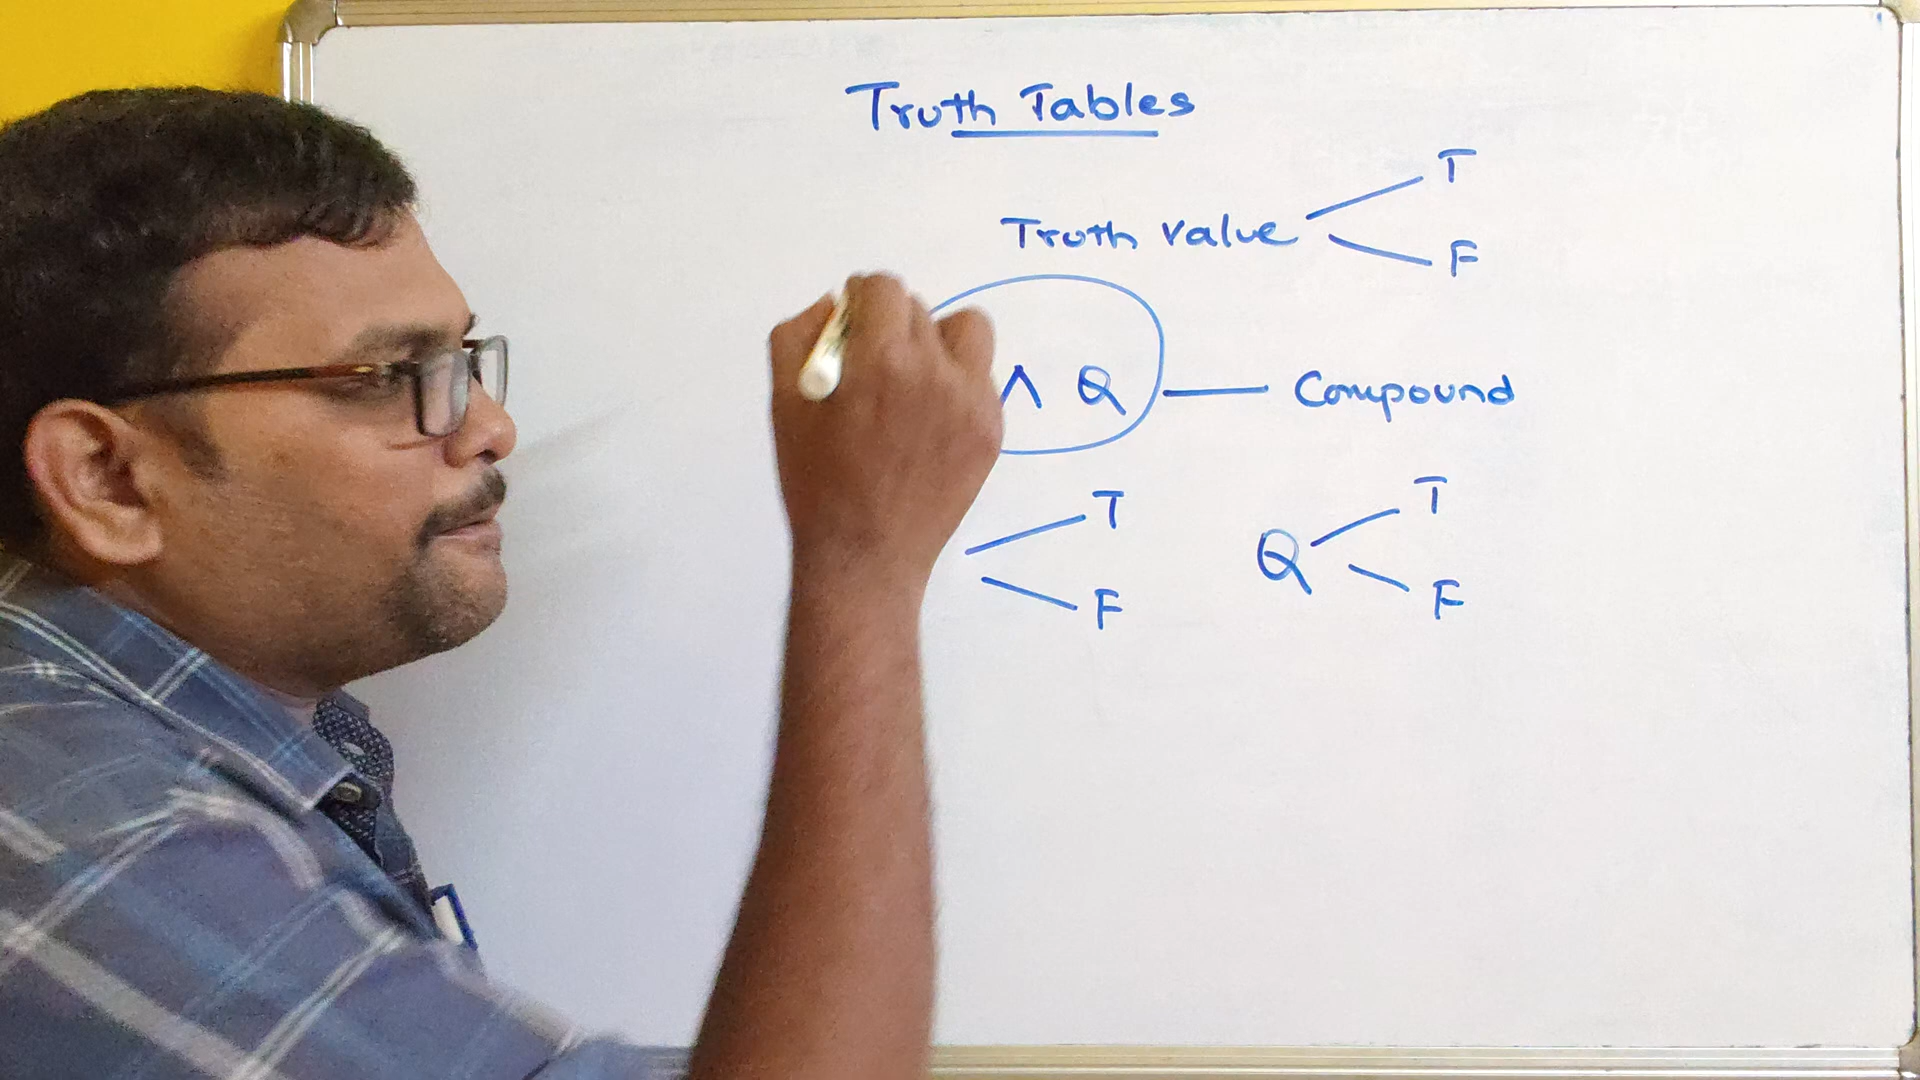 Truth Tables
Truth value T
F
∧ Q Compound
T
F
Q T
F